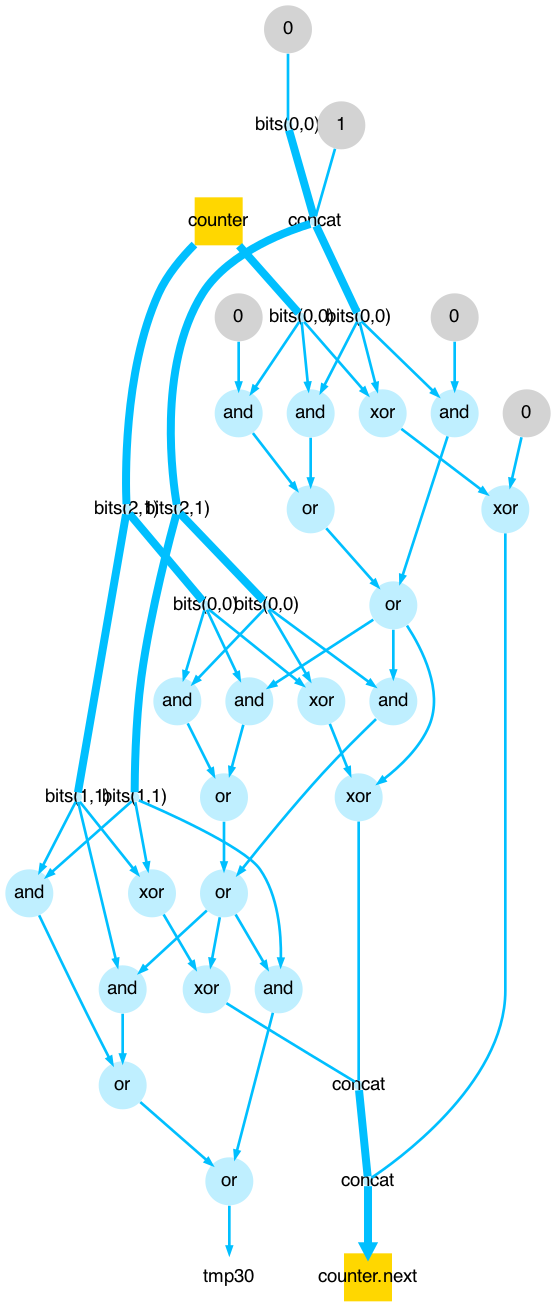 0
bits(0,0) 1
counter concat
0 bits(0,0) bits(0,0) 0
and and xor and 0
bits(2,1) bits(2,1) or xor
bits(0,0) bits(0,0) or
and and xor and
bits(1,1) bits(1,1) or xor
and xor or
and xor and
or concat
or concat
tmp30 counter.next